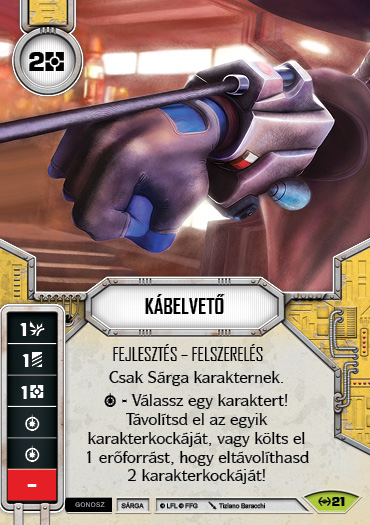 2
KÁBELVETŐ
FEJLESZTÉS – FELSZERELÉS
Csak Sárga karakternek.
- Válassz egy karaktert!
Távolítsd el az egyik
karakterkockáját, vagy költs el
1 erőforrást, hogy eltávolíthasd
2 karakterkockáját!
1
1
1
–
GONOSZ
SÁRGA
© LFL © FFG
Tiziano Baracchi
21